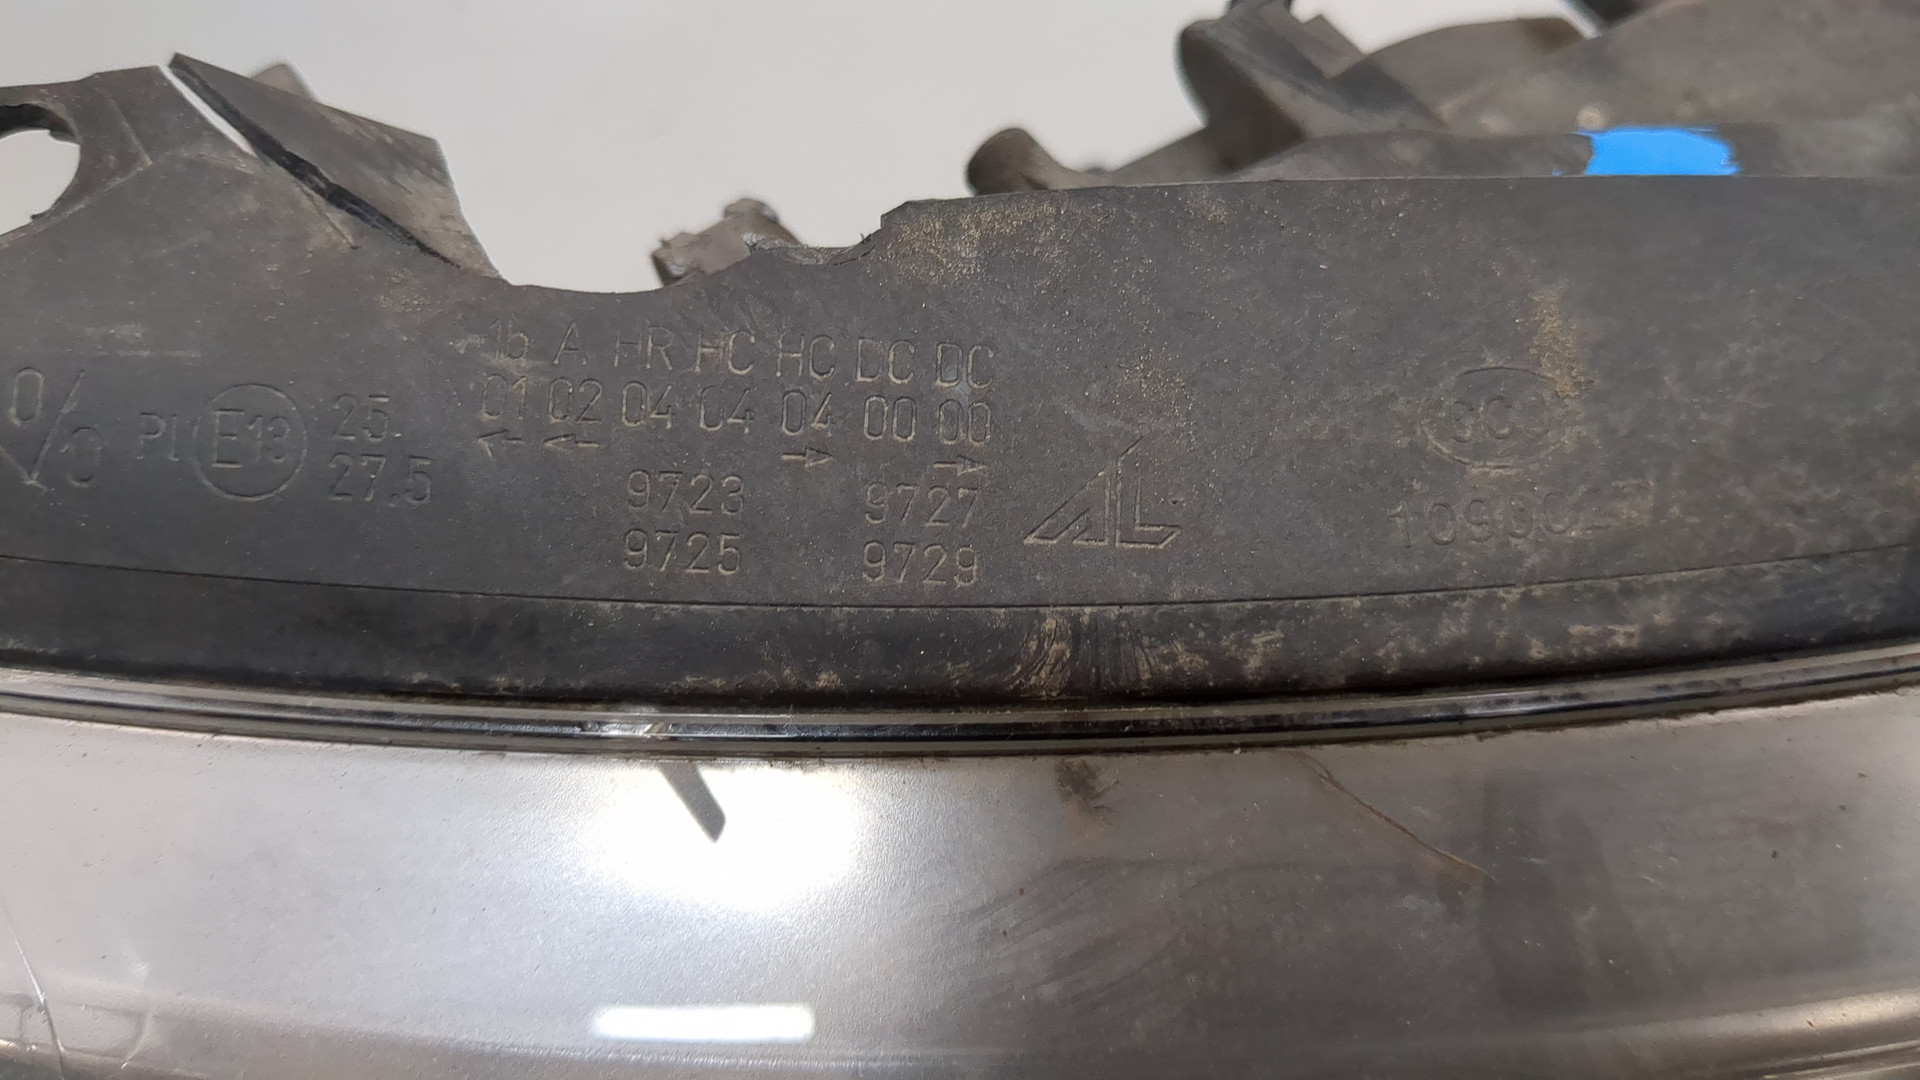 1b A HR HC HC DC DC
01 02 04 04 04 00 00
PI E13 25.
27.5
9723 9727
9725 9729
AL